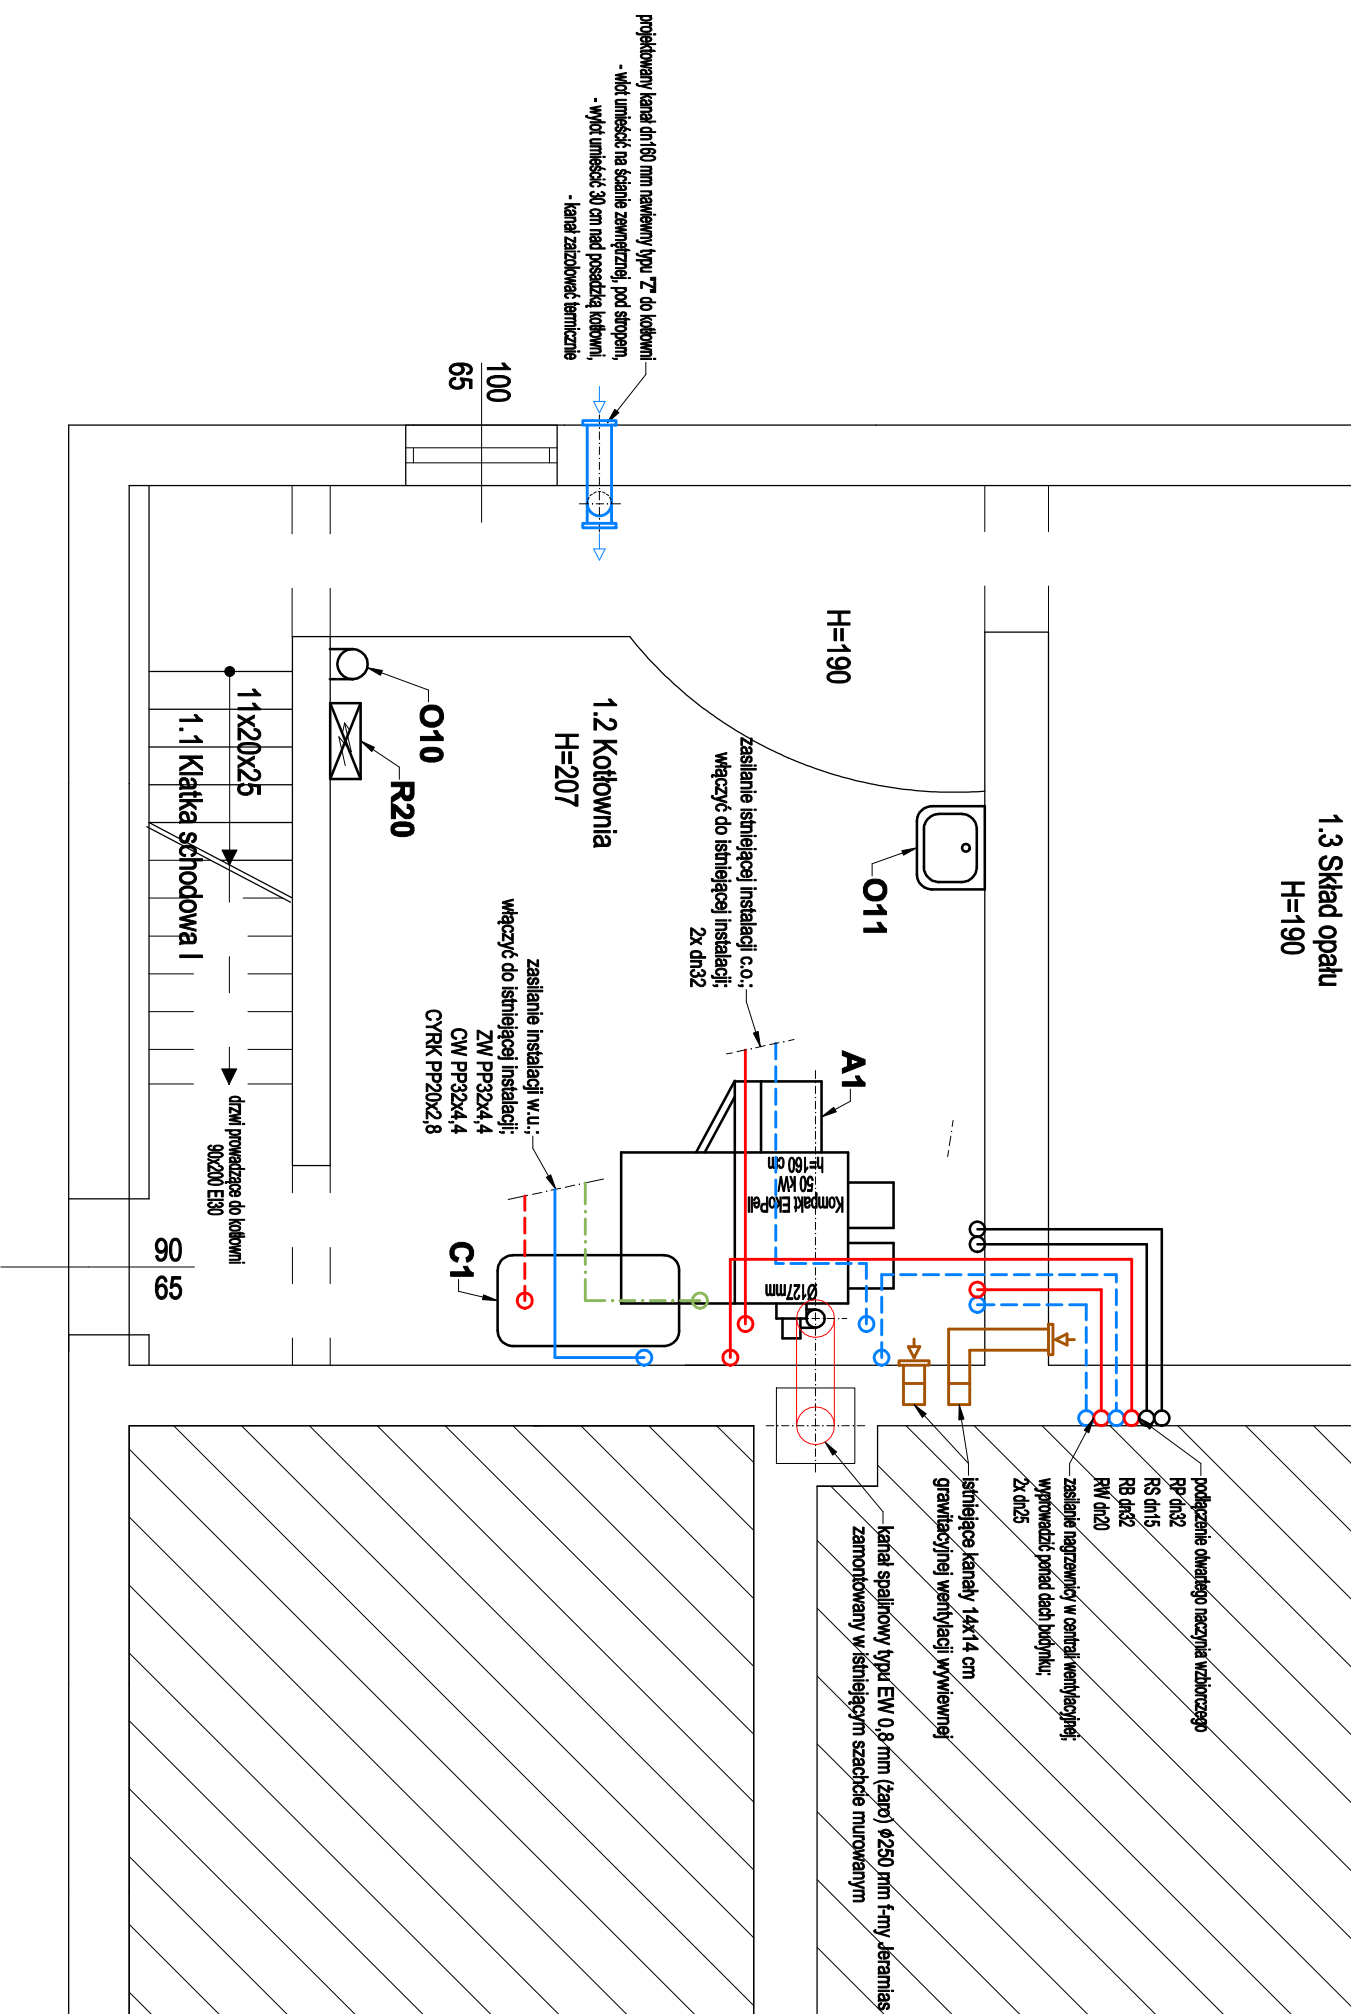 projektowany kanał dn160 mm nawiewny typu "Z" do kotłowni
- wlot umieścić na ścianie zewnętrznej, pod stropem,
- wylot umieścić 30 cm nad posadzką kotłowni,
- kanał zaizolować termicznie
100
65
1.3 Skład opału
H=190
H=190
O11
1.2 Kotłownia
H=207
O10
R20
11x20x25
1.1 Klatka schodowa I
zasilanie istniejącej instalacji c.o.;
włączyć do istniejącej instalacji;
2x dn32
zasilanie instalacji w.u.;
włączyć do istniejącej instalacji;
ZW PP32x4,4
CW PP32x4,4
CYRK PP20x2,8
A1
Kompakt EkoPell
50 kW
h=160 cm
Ø127mm
C1
drzwi prowadzące do kotłowni
90x200 EI30
90
65
podłączenie otwartego naczynia wzbiorczego
RP dn32
RS dn15
RB dn32
RW dn20
zasilanie nagrzewnicy w centrali wentylacyjnej;
wyprowadzić ponad dach budynku;
2x dn25
istniejące kanały 14x14 cm
grawitacyjnej wentylacji wywiewnej
kanał spalinowy typu EW 0,8 mm (żaro) ϕ250 mm f-my Jeramias
zamontowany w istniejącym szachcie murowanym